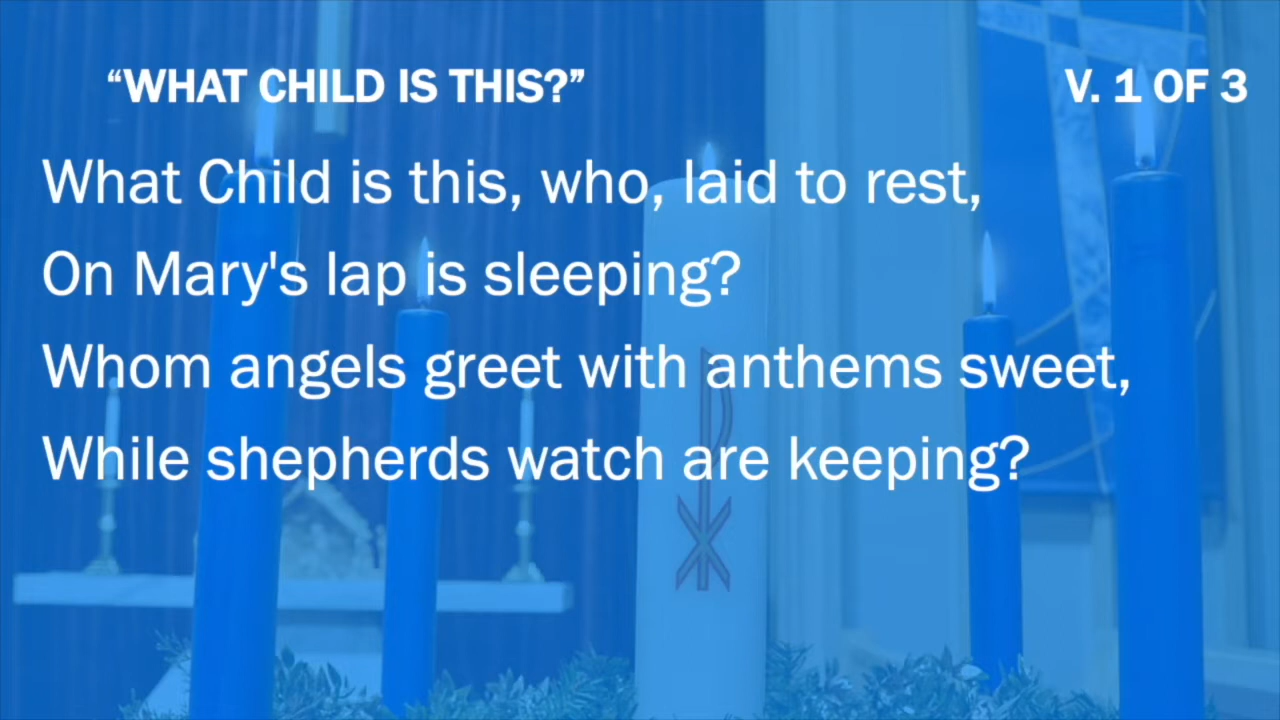 “WHAT CHILD IS THIS?” V. 1 OF 3
What Child is this, who, laid to rest,
On Mary's lap is sleeping?
Whom angels greet with anthems sweet,
While shepherds watch are keeping?